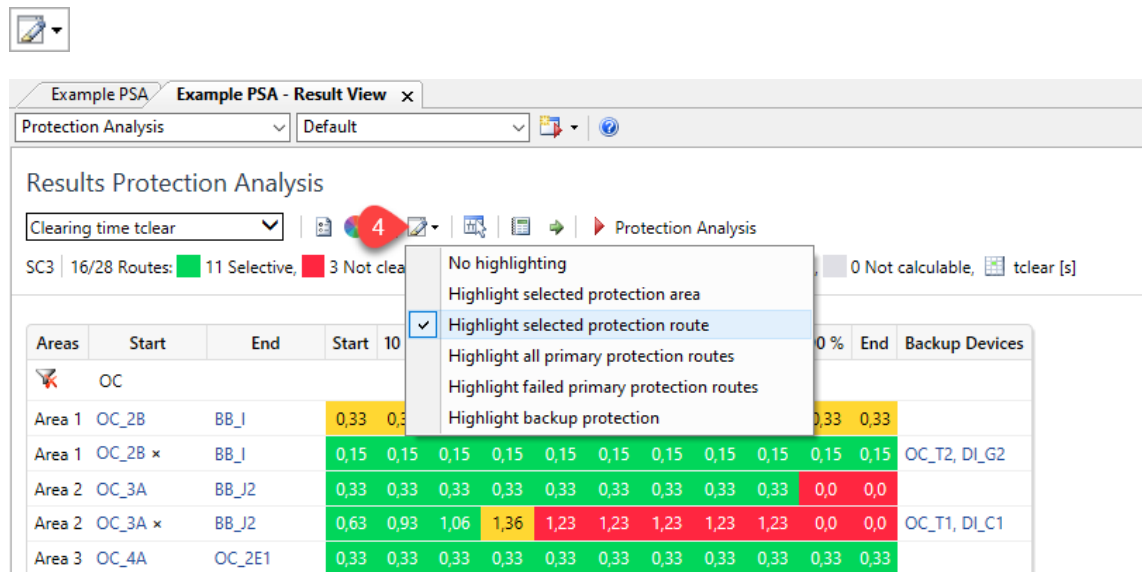 Example PSA Example PSA - Result View x
Protection Analysis Default
Results Protection Analysis
Clearing time tclear 4 Protection Analysis
SC3 16/28 Routes: 11 Selective, 3 Not clea , 0 Not calculable, tclear [s]
No highlighting
Highlight selected protection area
Highlight selected protection route
Highlight all primary protection routes
Highlight failed primary protection routes
Highlight backup protection
Areas Start End Start 10 0 % End Backup Devices
OC
Area 1 OC_2B BB_I 0,33 0,3 0,33 0,33
Area 1 OC_2B × BB_I 0,15 0,15 0,15 0,15 0,15 0,15 0,15 0,15 0,15 0,15 0,15 OC_T2, DI_G2
Area 2 OC_3A BB_J2 0,33 0,33 0,33 0,33 0,33 0,33 0,33 0,33 0,33 0,0 0,0
Area 2 OC_3A × BB_J2 0,63 0,93 1,06 1,36 1,23 1,23 1,23 1,23 1,23 0,0 0,0 OC_T1, DI_C1
Area 3 OC_4A OC_2E1 0,33 0,33 0,33 0,33 0,33 0,33 0,33 0,33 0,33 0,33 0,33